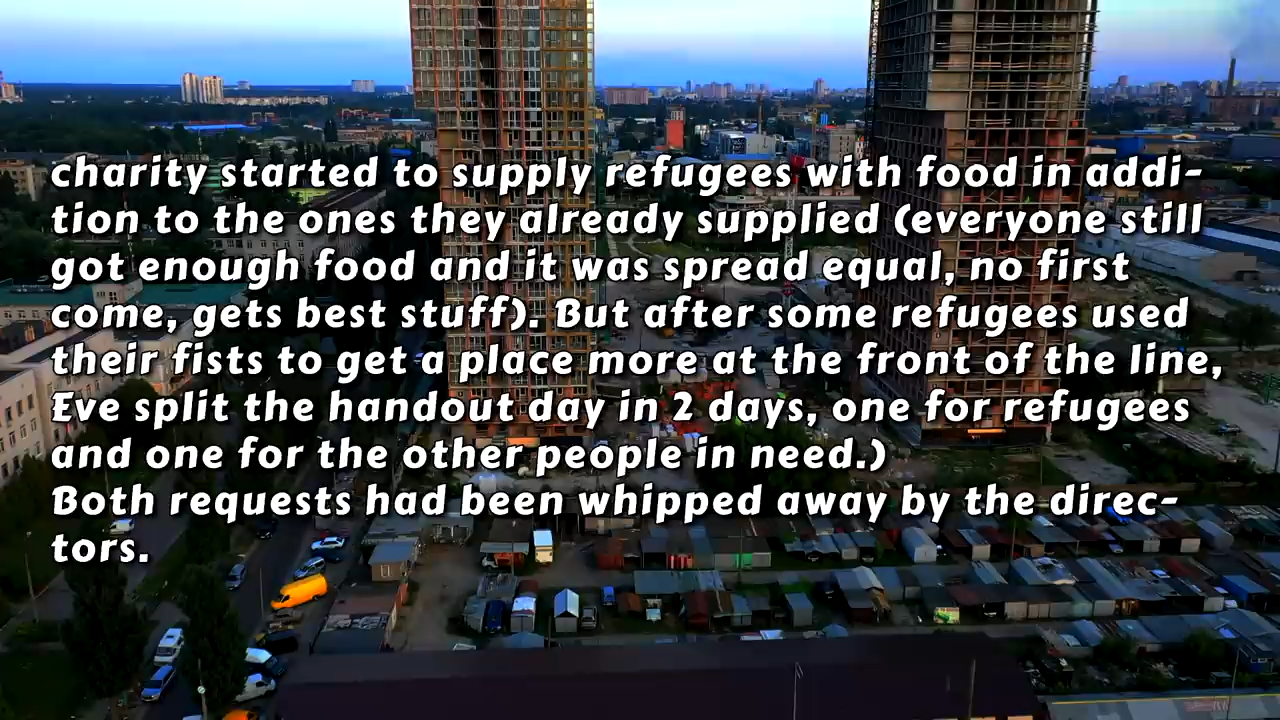 charity started to supply refugees with food in addi-
tion to the ones they already supplied (everyone still
got enough food and it was spread equal, no first
come, gets best stuff). But after some refugees used
their fists to get a place more at the front of the line,
Eve split the handout day in 2 days, one for refugees
and one for the other people in need.)
Both requests had been whipped away by the direc-
tors.